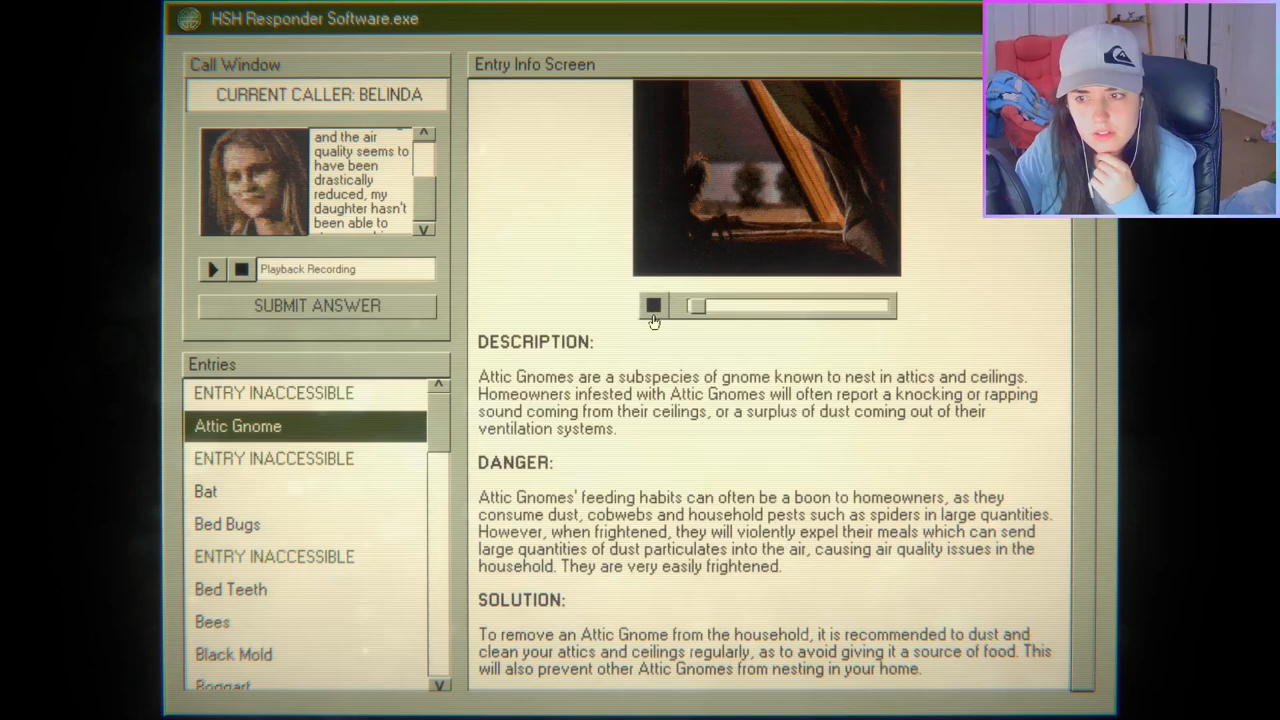 HSH Responder Software.exe
Call Window
CURRENT CALLER: BELINDA
and the air
quality seems to
have been
drastically
reduced, my
daughter hasn't
been able to
Playback Recording
SUBMIT ANSWER
Entries
ENTRY INACCESSIBLE
Attic Gnome
ENTRY INACCESSIBLE
Bat
Bed Bugs
ENTRY INACCESSIBLE
Bed Teeth
Bees
Black Mold
Boggart
Entry Info Screen
DESCRIPTION:
Attic Gnomes are a subspecies of gnome known to nest in attics and ceilings.
Homeowners infested with Attic Gnomes will often report a knocking or rapping
sound coming from their ceilings, or a surplus of dust coming out of their
ventilation systems.
DANGER:
Attic Gnomes' feeding habits can often be a boon to homeowners, as they
consume dust, cobwebs and household pests such as spiders in large quantities.
However, when frightened, they will violently expel their meals which can send
large quantities of dust particulates into the air, causing air quality issues in the
household. They are very easily frightened.
SOLUTION:
To remove an Attic Gnome from the household, it is recommended to dust and
clean your attics and ceilings regularly, as to avoid giving it a source of food. This
will also prevent other Attic Gnomes from nesting in your home.